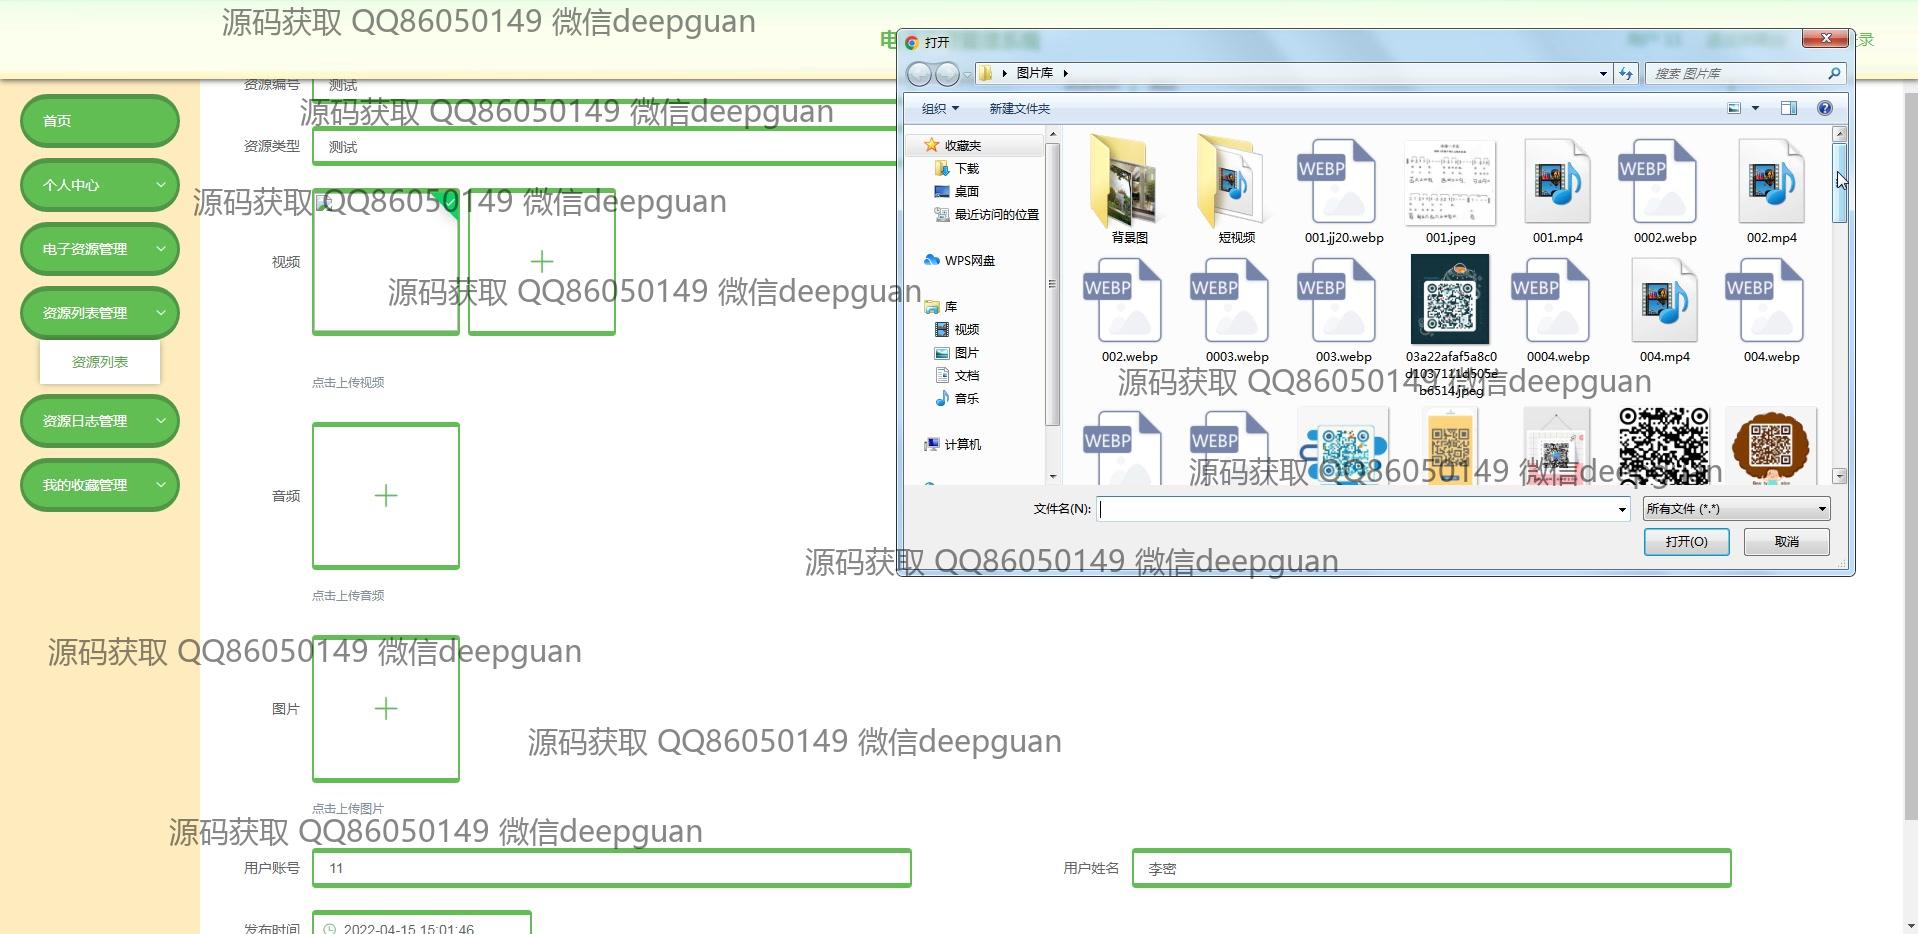 源码获取 QQ86050149 微信deepguan
电
打开
录
图片库
搜索 图片库
组织
新建文件夹
首页
个人中心
电子资源管理
资源列表管理
资源列表
资源日志管理
我的收藏管理
资源编号
测试
源码获取 QQ86050149 微信deepguan
资源类型
测试
源码获取 QQ86050149 微信deepguan
视频
源码获取 QQ86050149 微信deepguan
点击上传视频
音频
点击上传音频
源码获取 QQ86050149 微信deepguan
图片
源码获取 QQ86050149 微信deepguan
点击上传图片
源码获取 QQ86050149 微信deepguan
用户账号
11
用户姓名
李密
发布时间
2022-04-15 15:01:46
收藏夹
下载
桌面
最近访问的位置
WPS网盘
库
视频
图片
文档
音乐
计算机
背景图
短视频
WEBP
001.jj20.webp
001.jpeg
001.mp4
WEBP
0002.webp
002.mp4
WEBP
002.webp
WEBP
0003.webp
WEBP
003.webp
03a22afaf5a8c0
d1037111d505e
b6514.jpeg
WEBP
0004.webp
004.mp4
WEBP
004.webp
源码获取 QQ86050149 微信deepguan
WEBP
WEBP
源码获取 QQ86050149 微信deepguan
文件名(N):
所有文件 (*.*)
打开(O)
取消
源码获取 QQ86050149 微信deepguan